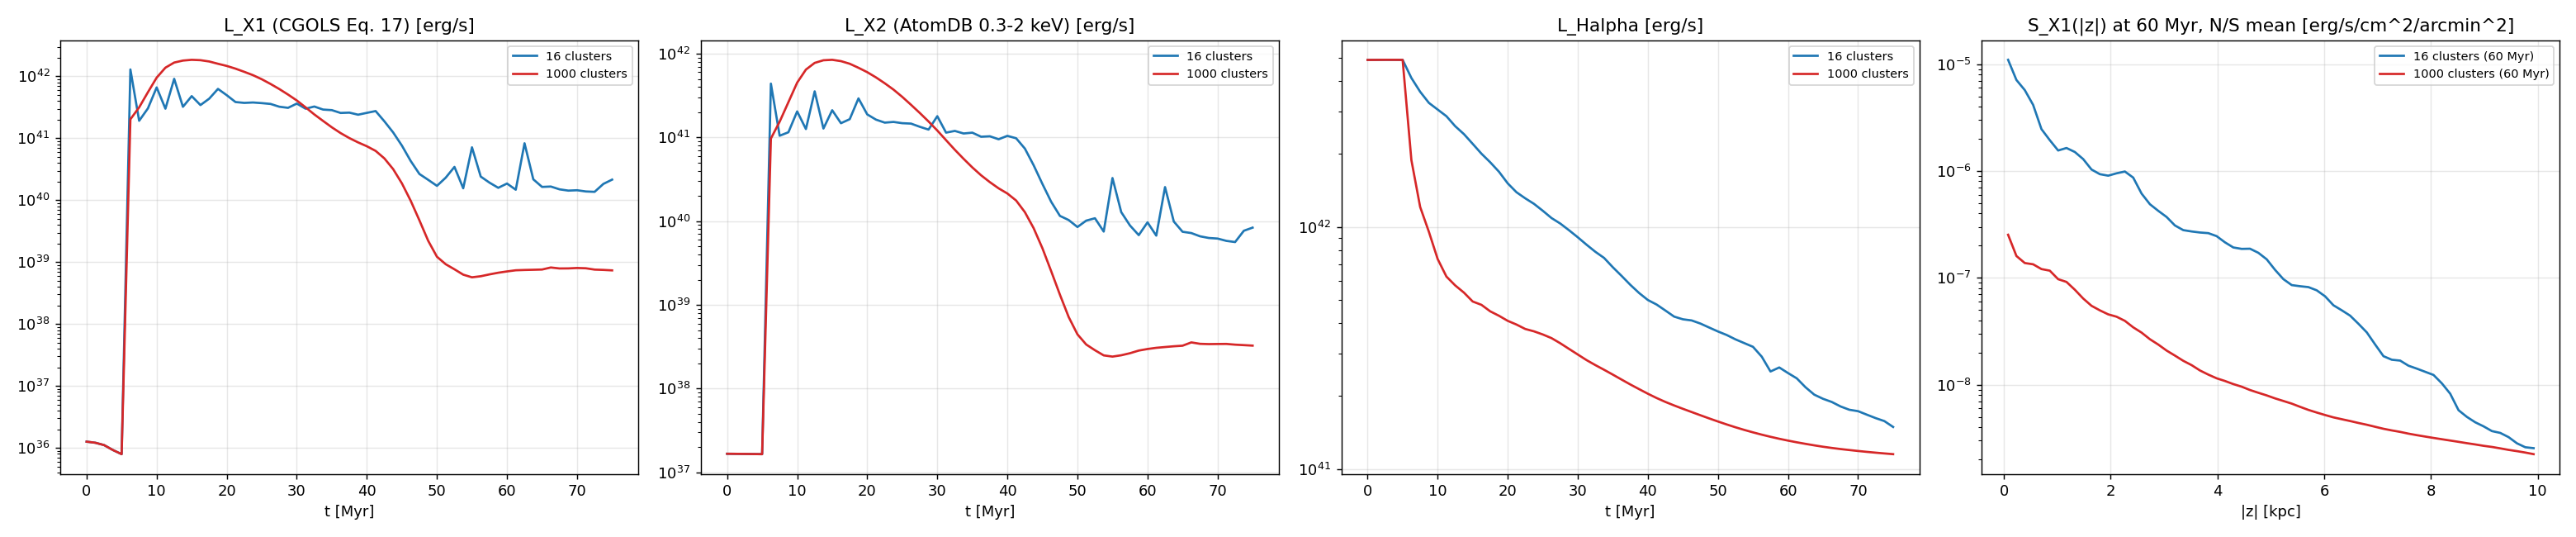 L_X1 (CGOLS Eq. 17) [erg/s]
10^42
10^41
10^40
10^39
10^38
10^37
10^36
16 clusters
1000 clusters
0 10 20 30 40 50 60 70
t [Myr]
L_X2 (AtomDB 0.3-2 keV) [erg/s]
10^42
10^41
10^40
10^39
10^38
10^37
16 clusters
1000 clusters
0 10 20 30 40 50 60 70
t [Myr]
L_Halpha [erg/s]
10^42
10^41
16 clusters
1000 clusters
0 10 20 30 40 50 60 70
t [Myr]
S_X1(|z|) at 60 Myr, N/S mean [erg/s/cm^2/arcmin^2]
10^−5
10^−6
10^−7
10^−8
16 clusters (60 Myr)
1000 clusters (60 Myr)
0 2 4 6 8 10
|z| [kpc]